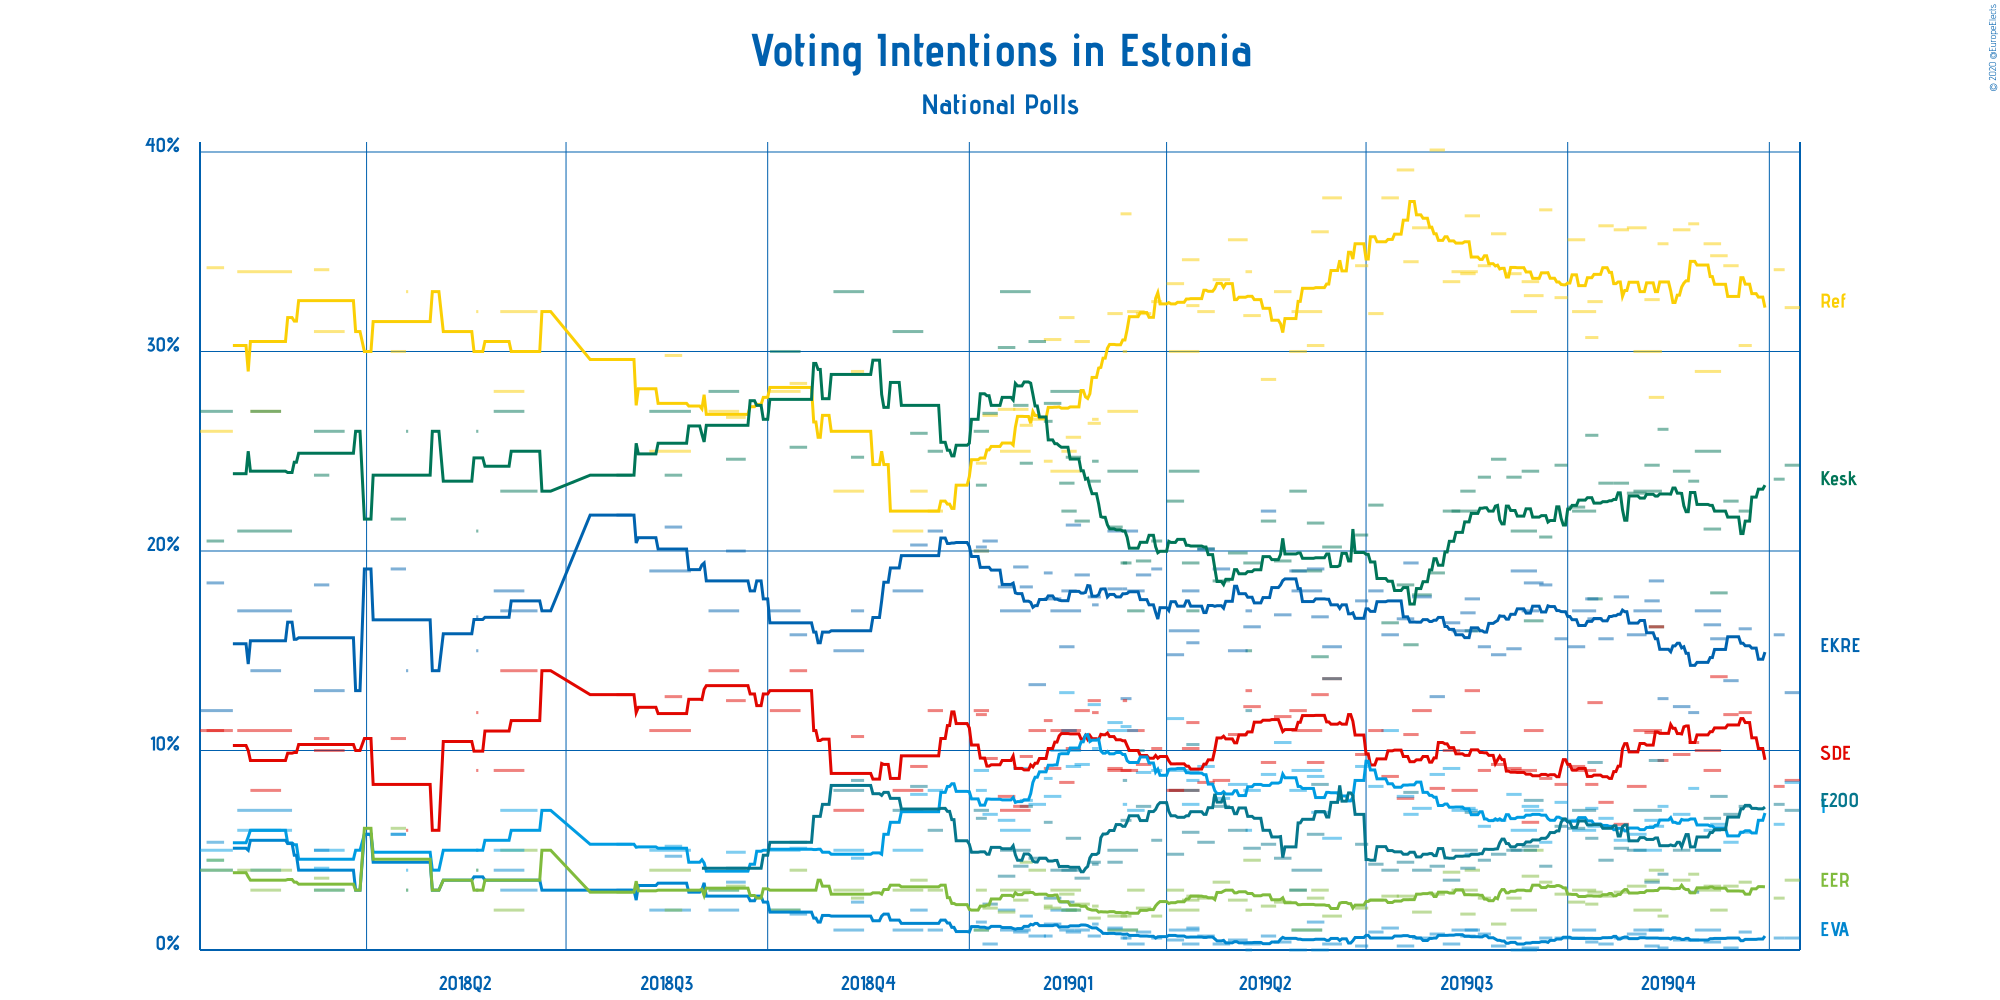 © 2020 @EuropeElects
Voting Intentions in Estonia
National Polls
40%
30%
20%
10%
0%
Ref
Kesk
EKRE
SDE
E200
EER
EVA
2018Q2
2018Q3
2018Q4
2019Q1
2019Q2
2019Q3
2019Q4